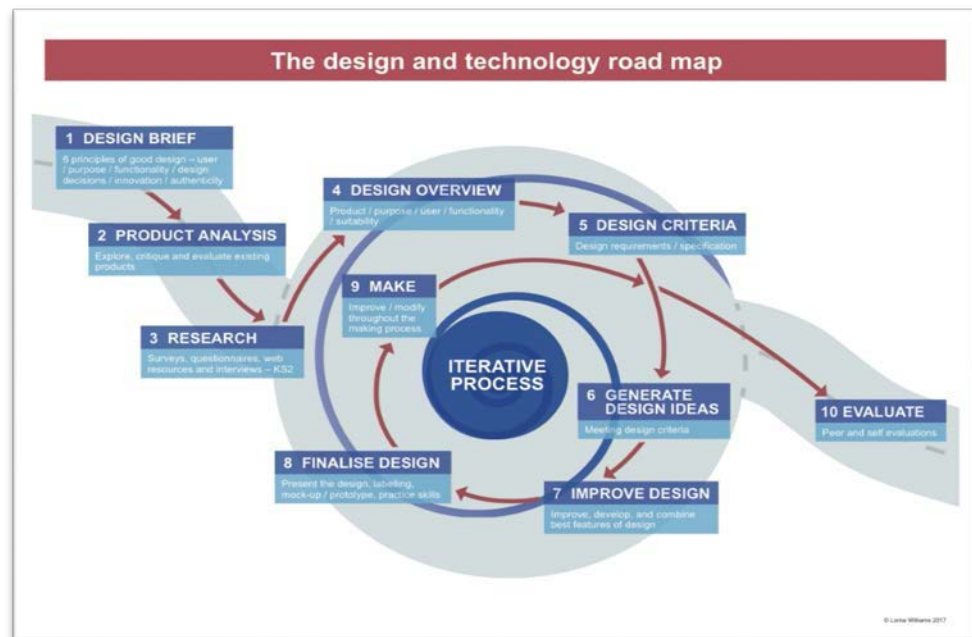 The design and technology road map
1 DESIGN BRIEF
6 principles of good design – user
/ purpose / functionality / design
decisions / innovation / authenticity
2 PRODUCT ANALYSIS
Explore, critique and evaluate existing
products
3 RESEARCH
Surveys, questionnaires, web
resources and interviews – KS2
4 DESIGN OVERVIEW
Product / purpose / user / functionality
/ suitability
5 DESIGN CRITERIA
Design requirements / specification
ITERATIVE
PROCESS
6 GENERATE
DESIGN IDEAS
Meeting design criteria
7 IMPROVE DESIGN
Improve, develop, and combine
best features of design
8 FINALISE DESIGN
Present the design, labelling,
mock-up / prototype, practice skills
9 MAKE
Improve / modify
throughout the
making process
10 EVALUATE
Peer and self evaluations
© Lorna Williams 2017